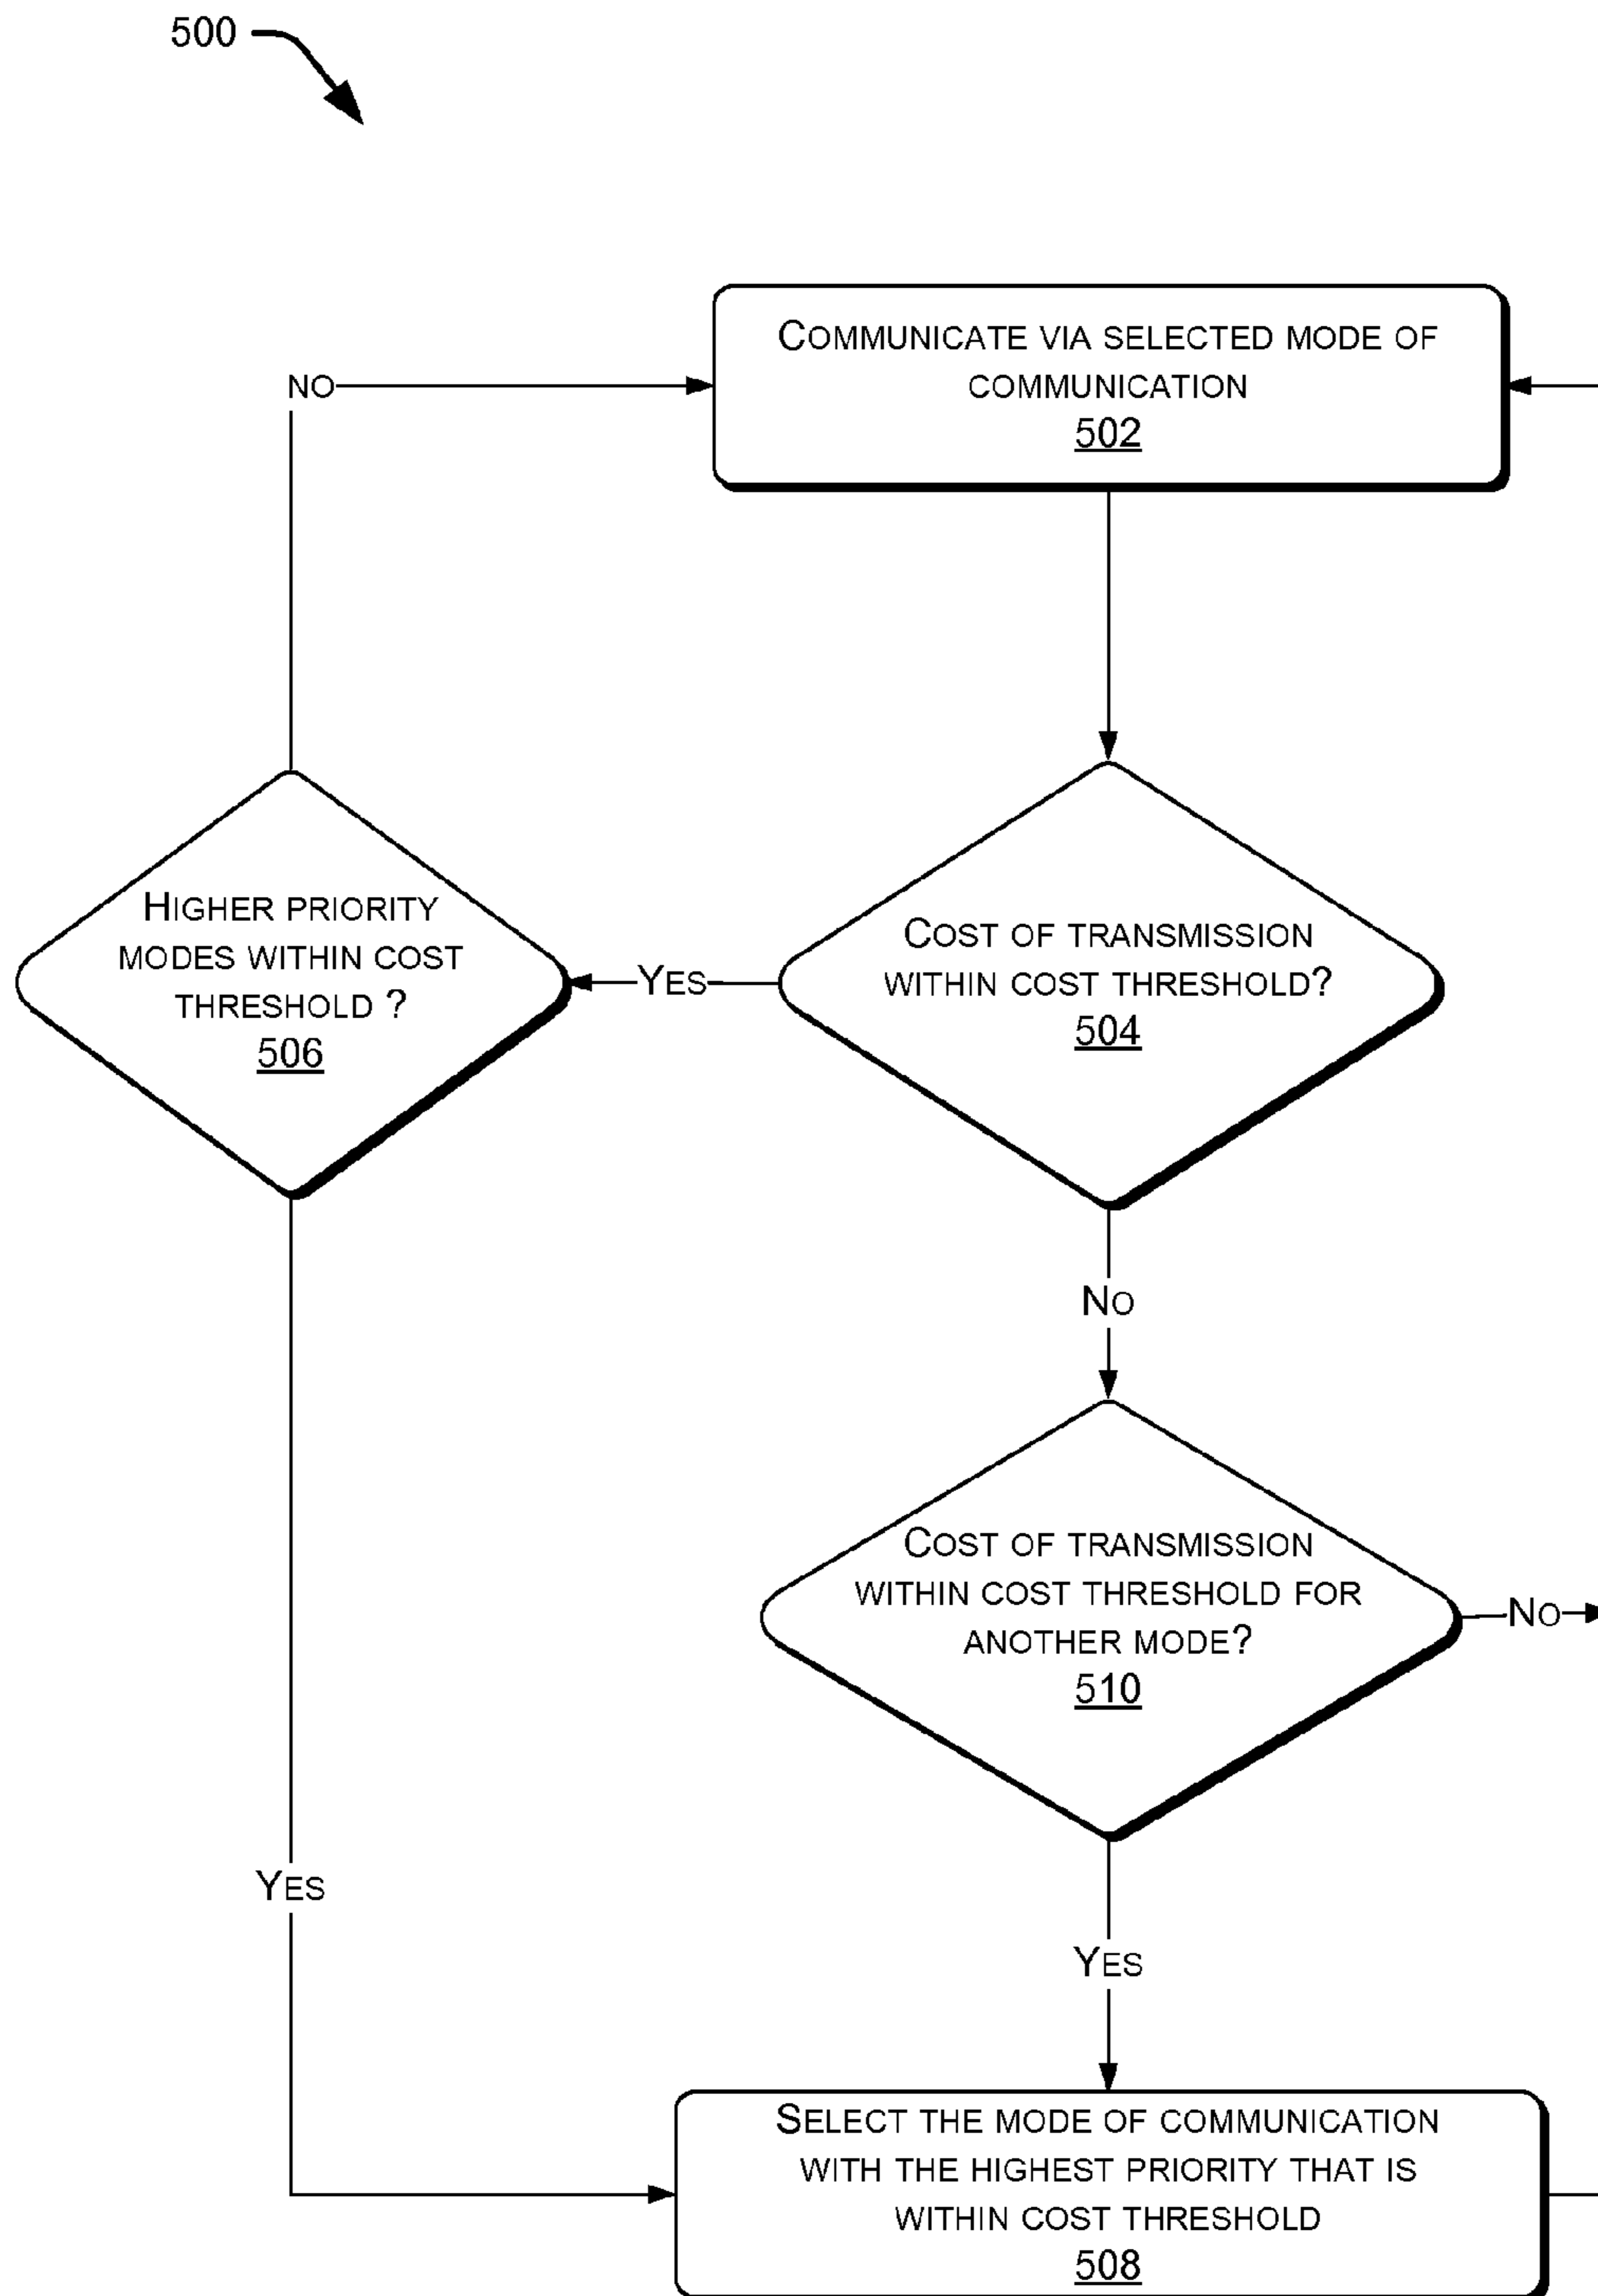 500
Communicate via selected mode of
communication
502
no
Higher priority
modes within cost
threshold ?
506
Yes
Cost of transmission
within cost threshold?
504
No
Cost of transmission
within cost threshold for
another mode?
510
No
Yes
Yes
Select the mode of communication
with the highest priority that is
within cost threshold
508